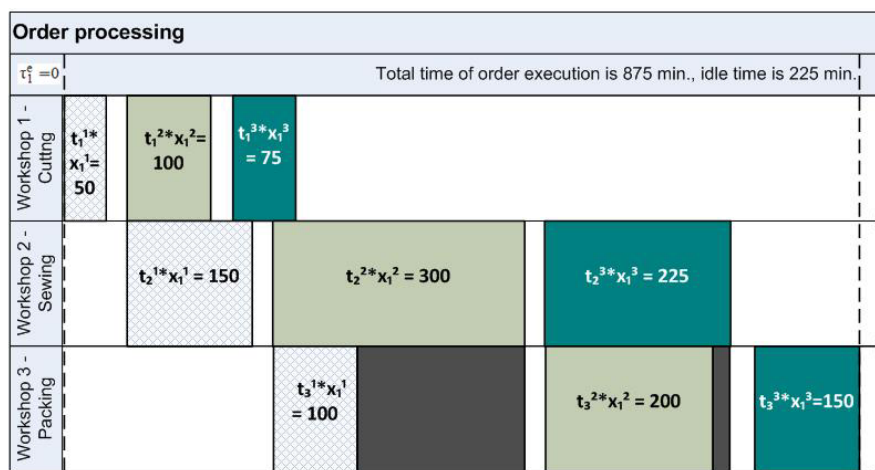 Order processing
τ₁ᵉ =0
Total time of order execution is 875 min., idle time is 225 min.
Workshop 1 -
Cuttng
t₁¹*
x₁¹=
50
t₁²*x₁²=
100
t₁³*x₁³
= 75
Workshop 2 -
Sewing
t₂¹*x₁¹ = 150
t₂²*x₁² = 300
t₂³*x₁³ = 225
Workshop 3 -
Packing
t₃¹*x₁¹
= 100
t₃²*x₁² = 200
t₃³*x₁³=150